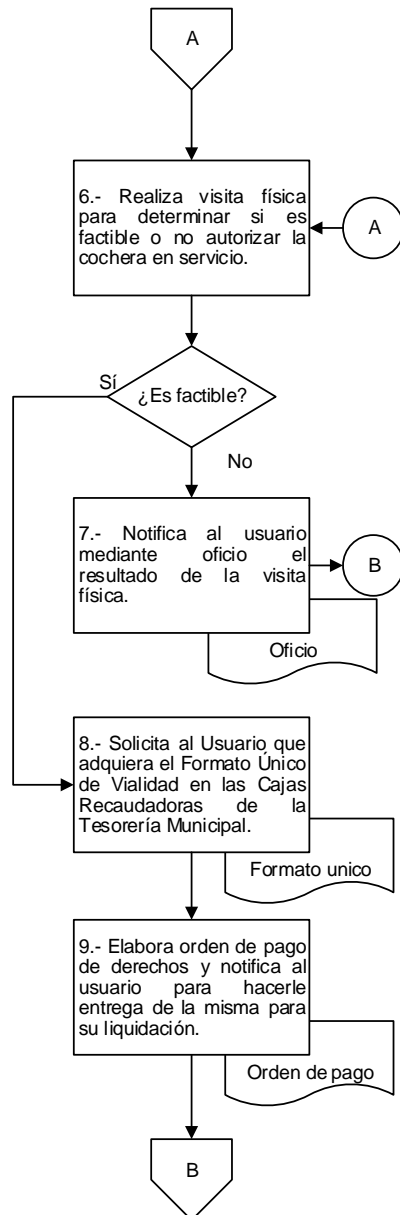 A
6.- Realiza visita física
para determinar si es
factible o no autorizar la
cochera en servicio.
A
Sí
¿Es factible?
No
7.- Notifica al usuario
mediante oficio el
resultado de la visita
física.
B
Oficio
8.- Solicita al Usuario que
adquiera el Formato Único
de Vialidad en las Cajas
Recaudadoras de la
Tesorería Municipal.
Formato unico
9.- Elabora orden de pago
de derechos y notifica al
usuario para hacerle
entrega de la misma para
su liquidación.
Orden de pago
B